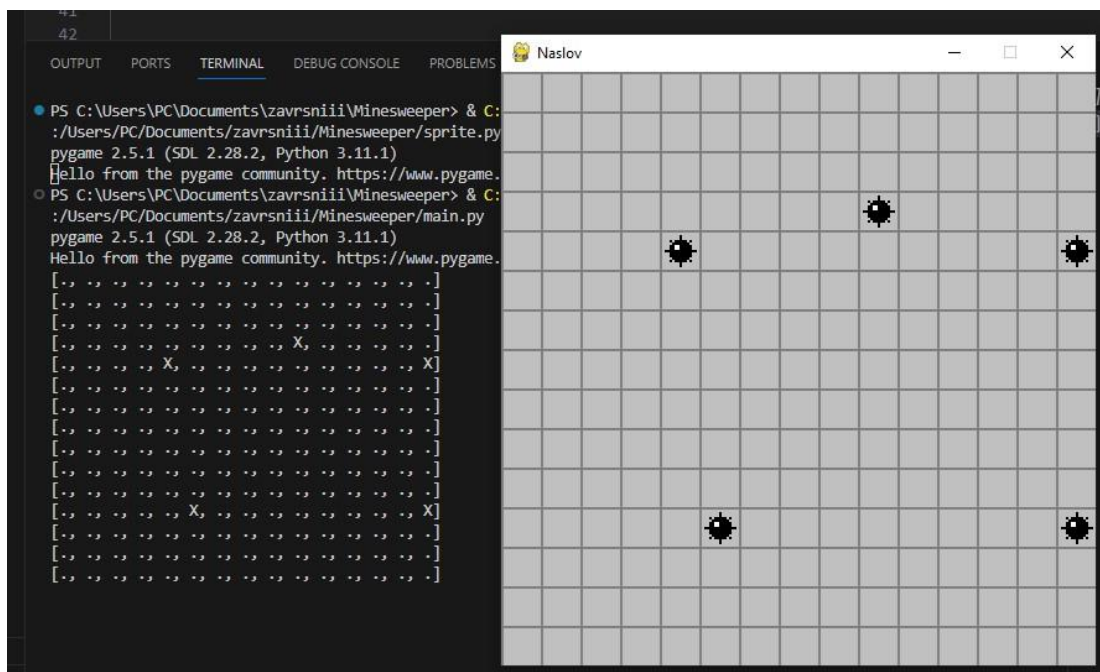 41
42
OUTPUT PORTS TERMINAL DEBUG CONSOLE PROBLEMS
Naslov
PS C:\Users\PC\Documents\zavrsniii\Minesweeper> & C:
:/Users/PC/Documents/zavrsniii/Minesweeper/sprite.py
pygame 2.5.1 (SDL 2.28.2, Python 3.11.1)
Hello from the pygame community. https://www.pygame.
PS C:\Users\PC\Documents\zavrsniii\Minesweeper> & C:
:/Users/PC/Documents/zavrsniii/Minesweeper/main.py
pygame 2.5.1 (SDL 2.28.2, Python 3.11.1)
Hello from the pygame community. https://www.pygame.
[., ., ., ., ., ., ., ., ., ., ., ., ., ., .]
[., ., ., ., ., ., ., ., ., ., ., ., ., ., .]
[., ., ., ., ., ., ., ., ., ., ., ., ., ., .]
[., ., ., ., ., ., ., ., ., X, ., ., ., ., .]
[., ., ., ., X, ., ., ., ., ., ., ., ., ., X]
[., ., ., ., ., ., ., ., ., ., ., ., ., ., .]
[., ., ., ., ., ., ., ., ., ., ., ., ., ., .]
[., ., ., ., ., ., ., ., ., ., ., ., ., ., .]
[., ., ., ., ., ., ., ., ., ., ., ., ., ., .]
[., ., ., ., ., ., ., ., ., ., ., ., ., ., .]
[., ., ., ., ., ., ., ., ., ., ., ., ., ., .]
[., ., ., ., ., X, ., ., ., ., ., ., ., ., X]
[., ., ., ., ., ., ., ., ., ., ., ., ., ., .]
[., ., ., ., ., ., ., ., ., ., ., ., ., ., .]
[., ., ., ., ., ., ., ., ., ., ., ., ., ., .]